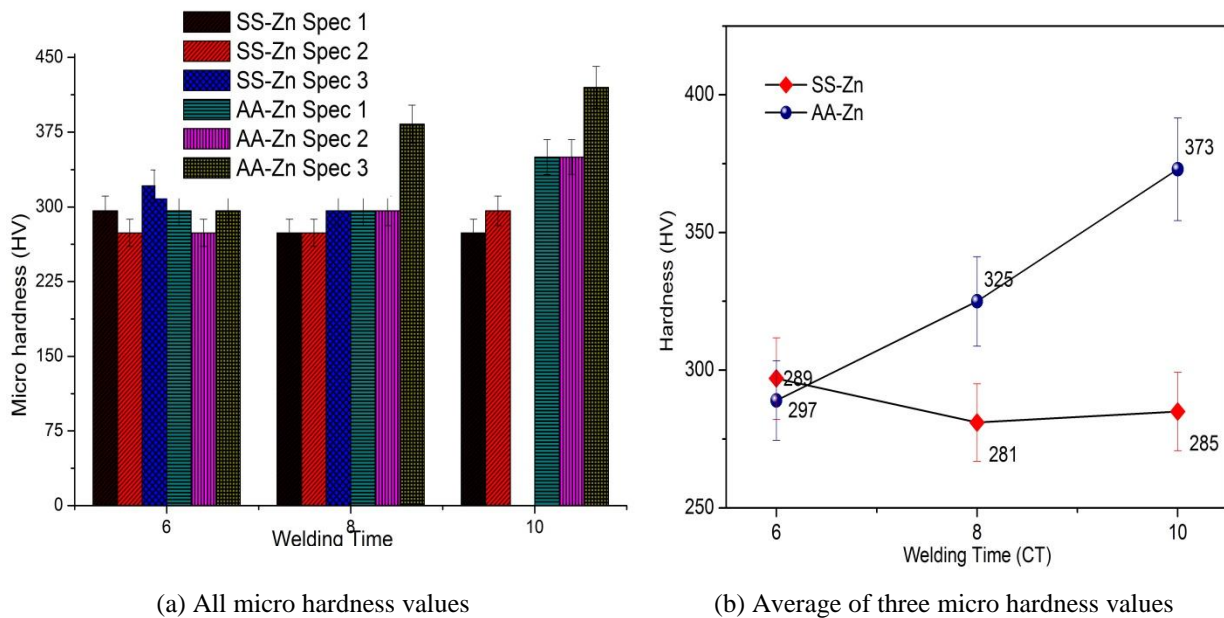 SS-Zn Spec 1
SS-Zn Spec 2
SS-Zn Spec 3
AA-Zn Spec 1
AA-Zn Spec 2
AA-Zn Spec 3
450
375
300
225
150
75
0
Micro hardness (HV)
6
8
10
Welding Time
(a) All micro hardness values
SS-Zn
AA-Zn
400
350
300
250
Hardness (HV)
373
325
289
297
281
285
6
8
10
Welding Time (CT)
(b) Average of three micro hardness values